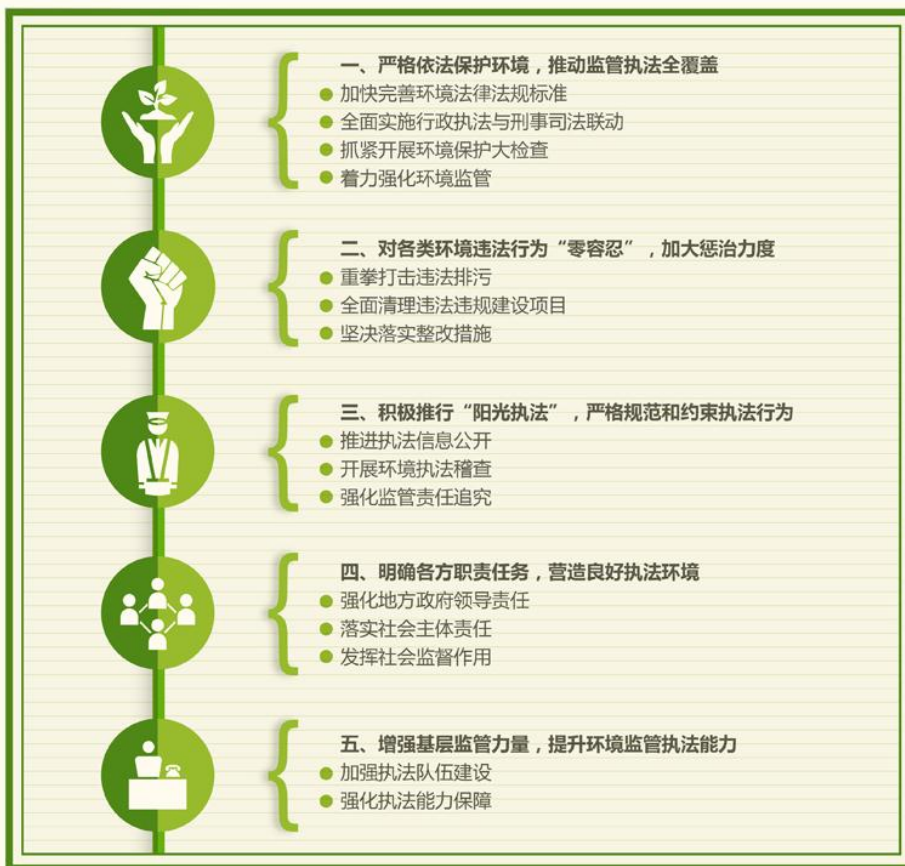 一、严格依法保护环境，推动监管执法全覆盖
加快完善环境法律法规标准
全面实施行政执法与刑事司法联动
抓紧开展环境保护大检查
着力强化环境监管
二、对各类环境违法行为“零容忍”，加大惩治力度
重拳打击违法排污
全面清理违法违规建设项目
坚决落实整改措施
三、积极推行“阳光执法”，严格规范和约束执法行为
推进执法信息公开
开展环境执法稽查
强化监管责任追究
四、明确各方职责任务，营造良好执法环境
强化地方政府领导责任
落实社会主体责任
发挥社会监督作用
五、增强基层监管力量，提升环境监管执法能力
加强执法队伍建设
强化执法能力保障